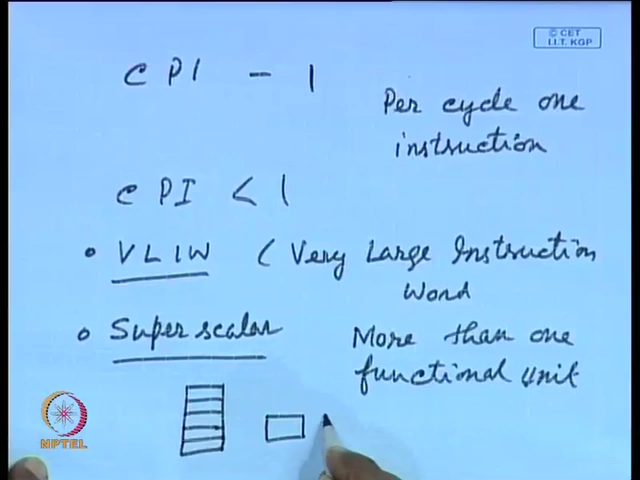 © CET
I.I.T. KGP
CPI - 1
Per cycle one
instruction
CPI < 1
• VLIW (Very Large Instruction
Word
• Superscalar
More than one
functional unit
NPTEL